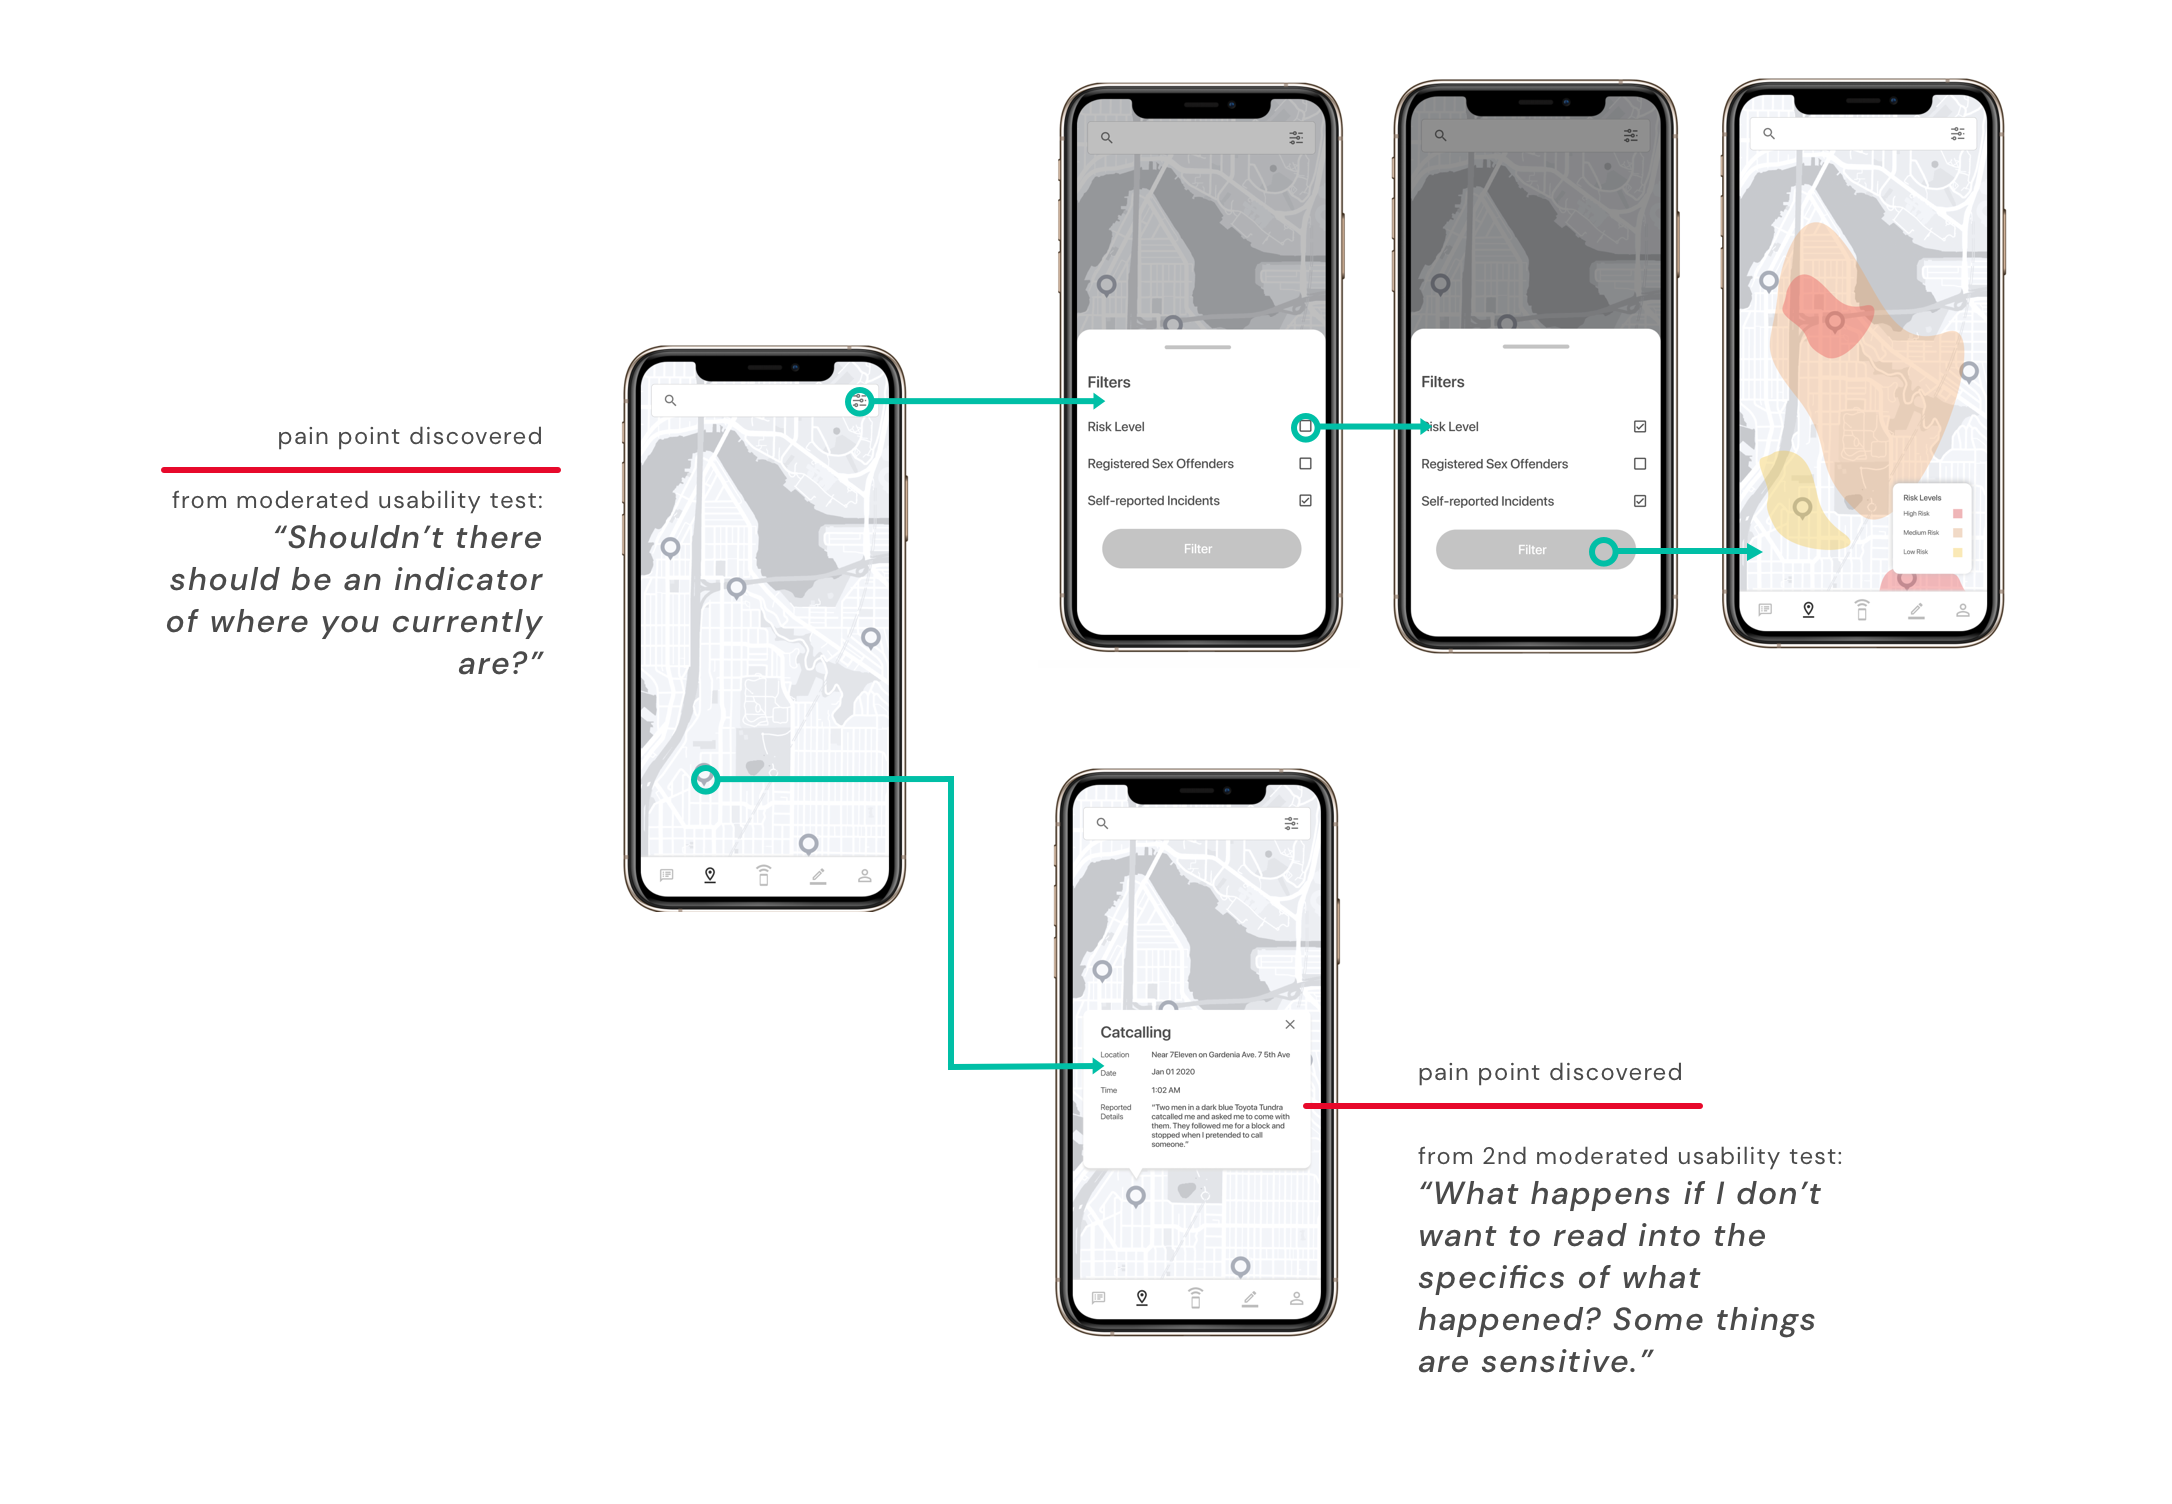 pain point discovered
from moderated usability test:
“Shouldn’t there
should be an indicator
of where you currently
are?”
Filters
Risk Level
Registered Sex Offenders
Self-reported Incidents
Filter
Filters
isk Level
Registered Sex Offenders
Self-reported Incidents
Filter
Risk Levels
High Risk
Medium Risk
Low Risk
Catcalling
Location Near 7Eleven on Gardenia Ave. 7 5th Ave
Date Jan 01 2020
Time 1:02 AM
Reported “Two men in a dark blue Toyota Tundra
Details catcalled me and asked me to come with
them. They followed me for a block and
stopped when I pretended to call
someone.”
pain point discovered
from 2nd moderated usability test:
“What happens if I don’t
want to read into the
specifics of what
happened? Some things
are sensitive.”